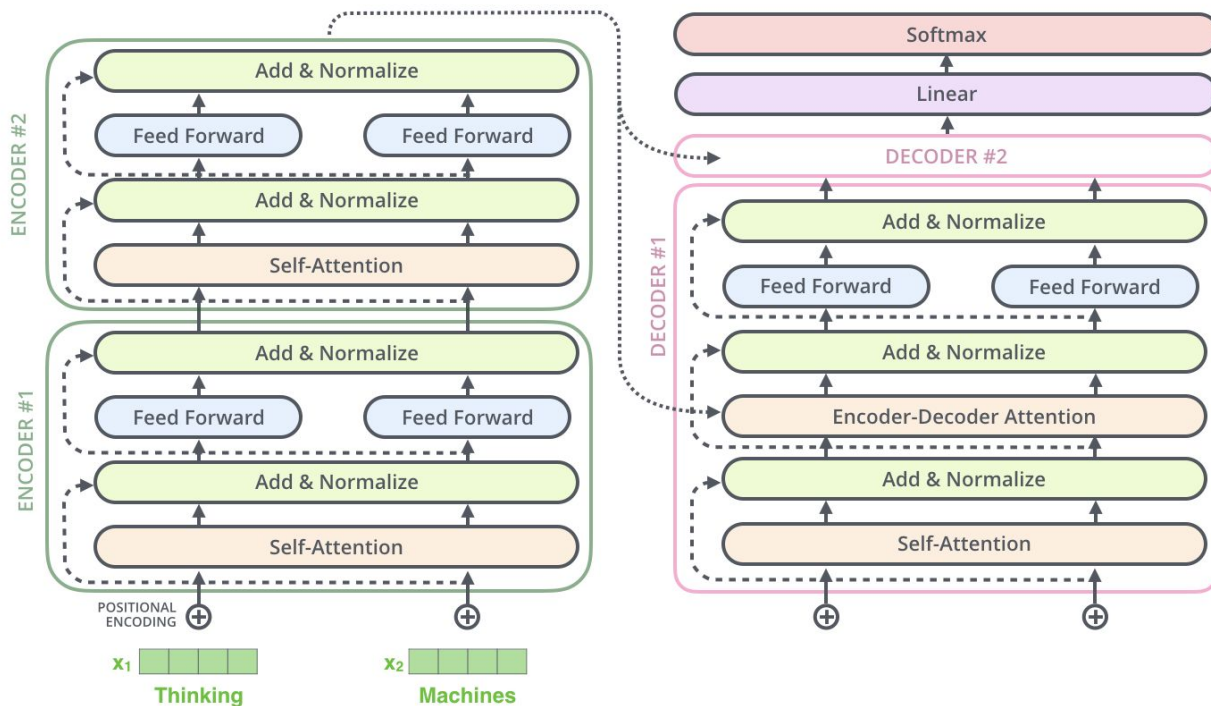 ENCODER #2
Add & Normalize
Feed Forward
Feed Forward
Add & Normalize
Self-Attention
ENCODER #1
Add & Normalize
Feed Forward
Feed Forward
Add & Normalize
Self-Attention
POSITIONAL
ENCODING
x1
x2
Thinking
Machines
Softmax
Linear
DECODER #2
DECODER #1
Add & Normalize
Feed Forward
Feed Forward
Add & Normalize
Encoder-Decoder Attention
Add & Normalize
Self-Attention